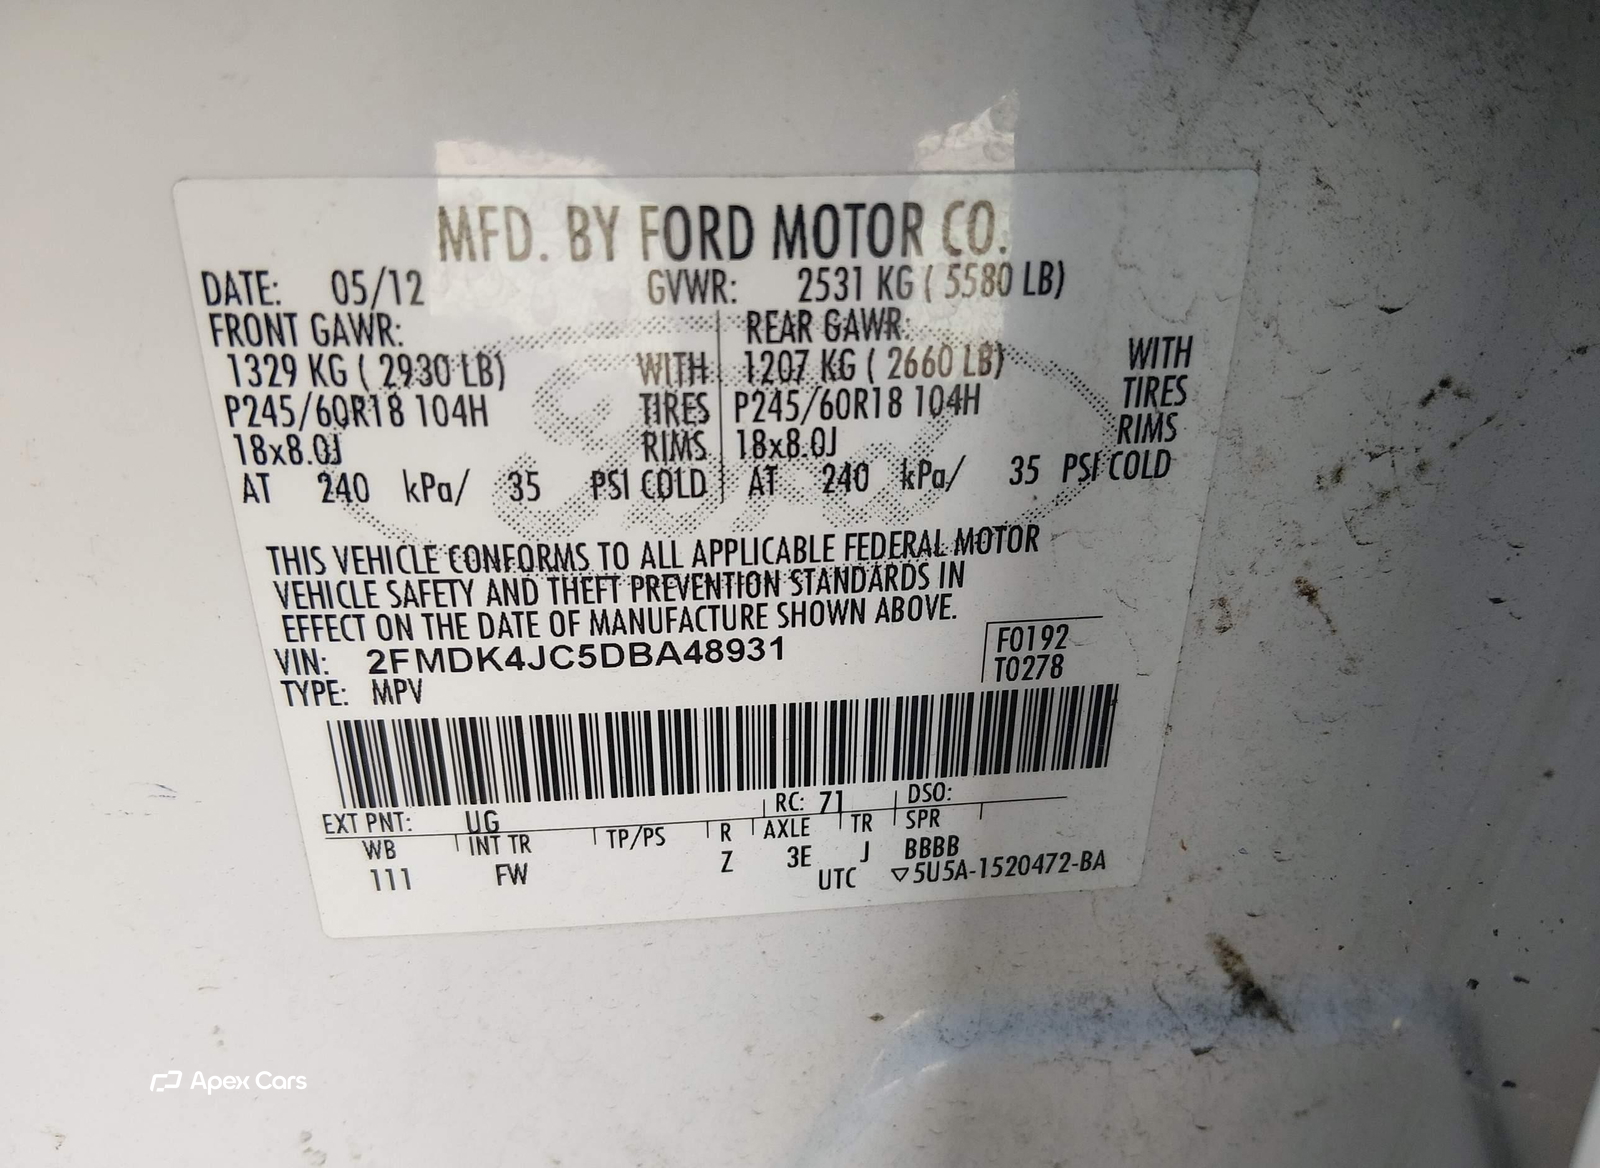 MFD. BY FORD MOTOR CO.
DATE: 05/12 GVWR: 2531 KG ( 5580 LB)
FRONT GAWR: REAR GAWR:
1329 KG ( 2930 LB) WITH 1207 KG ( 2660 LB) WITH
P245/60R18 104H TIRES P245/60R18 104H TIRES
18x8.0J RIMS 18x8.0J RIMS
AT 240 kPa/ 35 PSI COLD AT 240 kPa/ 35 PSI COLD
THIS VEHICLE CONFORMS TO ALL APPLICABLE FEDERAL MOTOR
VEHICLE SAFETY AND THEFT PREVENTION STANDARDS IN
EFFECT ON THE DATE OF MANUFACTURE SHOWN ABOVE.
VIN: 2FMDK4JC5DBA48931 F0192
TYPE: MPV T0278
EXT PNT: UG RC: 71 DSO:
WB INT TR TP/PS R AXLE TR SPR
111 FW Z 3E J BBBB
UTC ▽5U5A-1520472-BA
Apex Cars